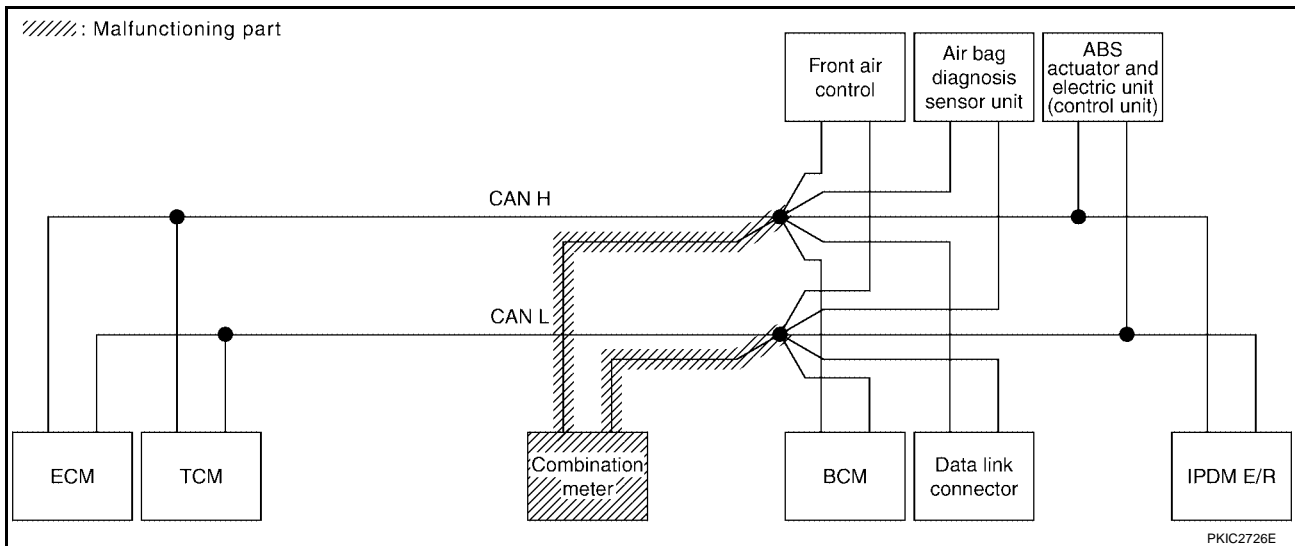 : Malfunctioning part
Front air
control
Air bag
diagnosis
sensor unit
ABS
actuator and
electric unit
(control unit)
CAN H
CAN L
ECM
TCM
Combination
meter
BCM
Data link
connector
IPDM E/R
PKIC2726E